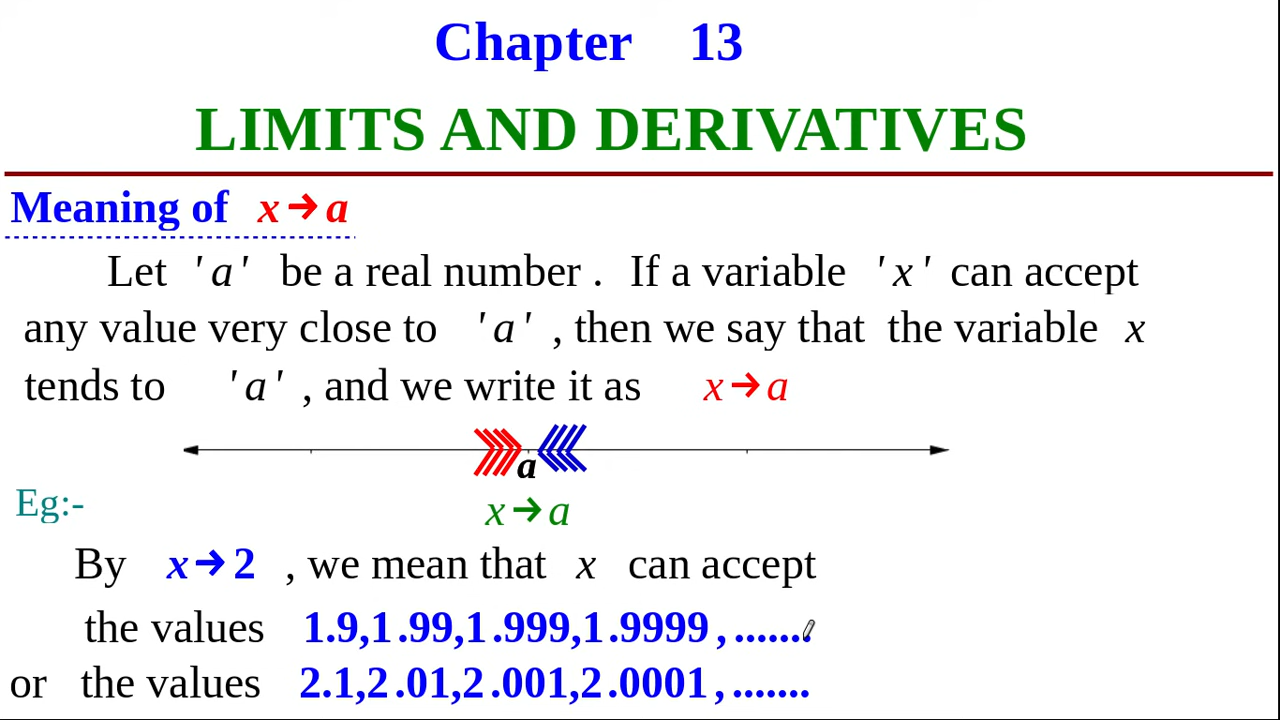 Chapter 13
LIMITS AND DERIVATIVES
Meaning of x→a
Let 'a' be a real number . If a variable 'x' can accept
any value very close to 'a' , then we say that the variable x
tends to 'a' , and we write it as x→a
a
x→a
Eg:-
By x→2 , we mean that x can accept
the values 1.9,1.99,1.999,1.9999 , .......
or the values 2.1,2.01,2.001,2.0001 , .......